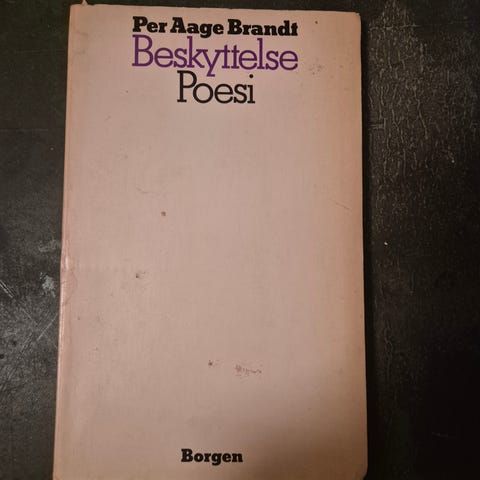 Per Aage Brandt
Beskyttelse
Poesi
Borgen